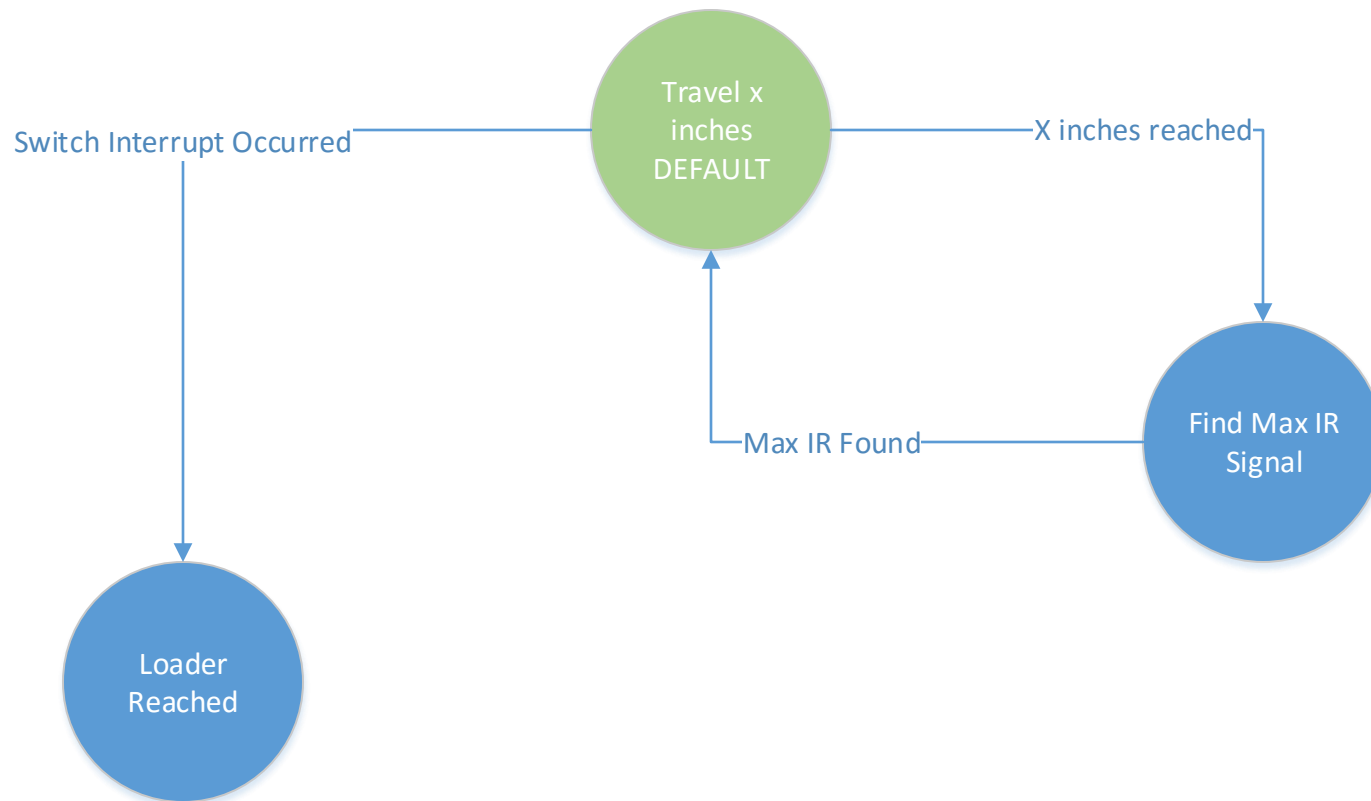 Travel x
inches
DEFAULT
Switch Interrupt Occurred
X inches reached
Max IR Found
Find Max IR
Signal
Loader
Reached